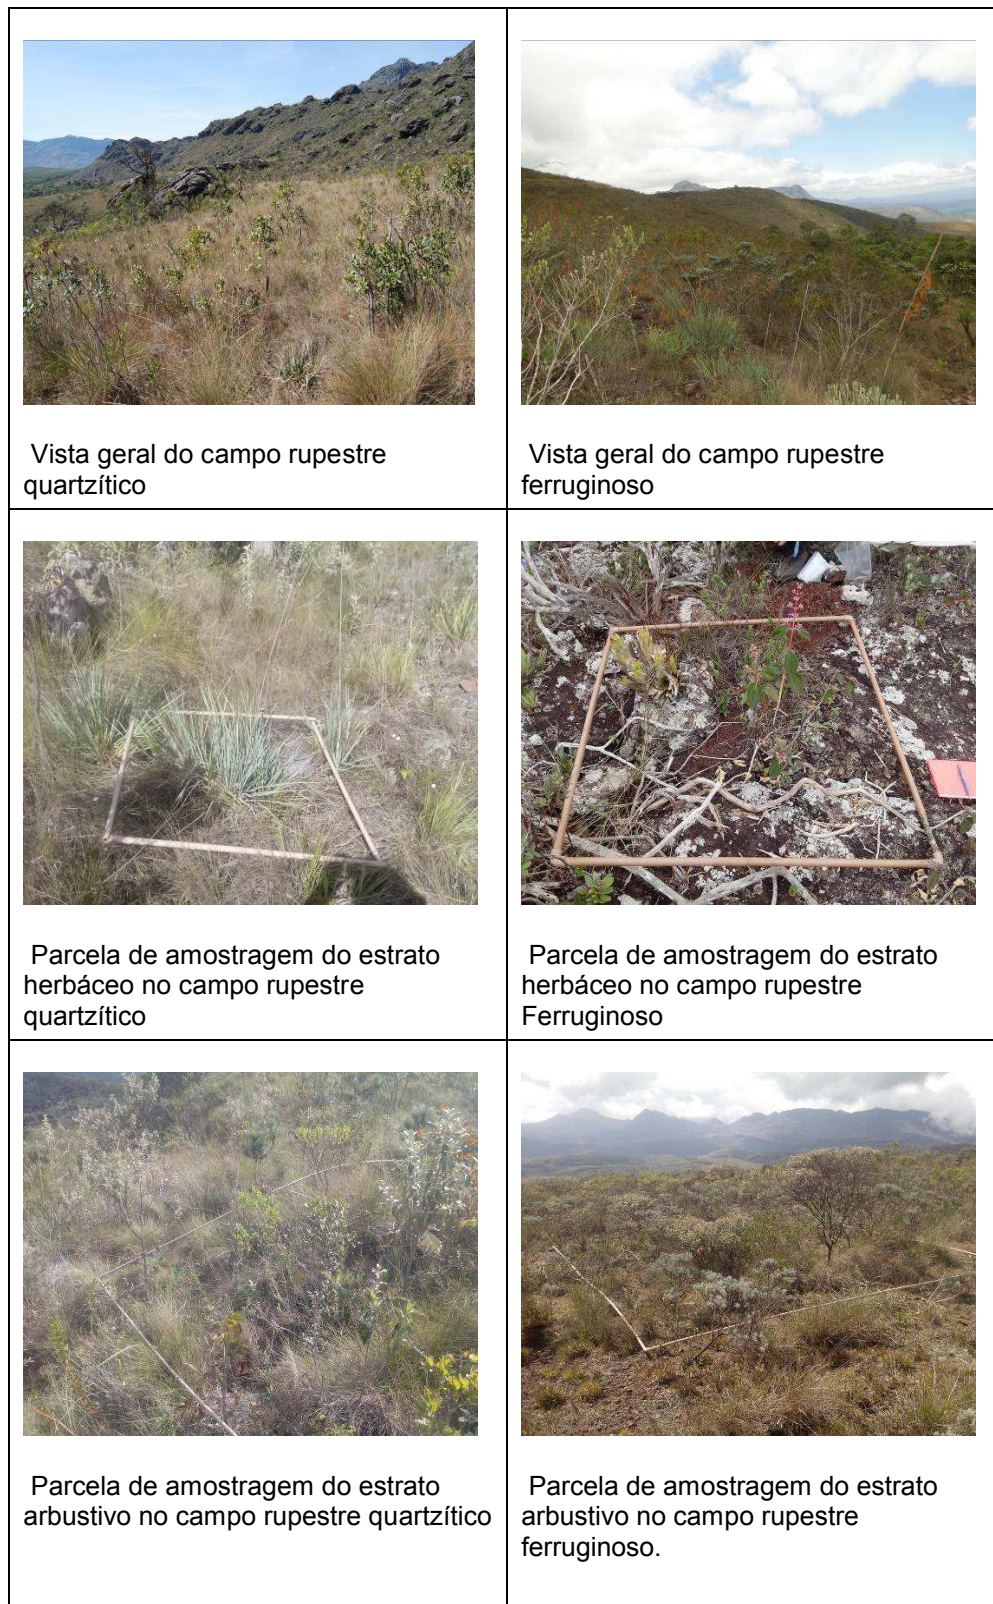 Vista geral do campo rupestre
quartzítico
Vista geral do campo rupestre
ferruginoso
Parcela de amostragem do estrato
herbáceo no campo rupestre
quartzítico
Parcela de amostragem do estrato
herbáceo no campo rupestre
Ferruginoso
Parcela de amostragem do estrato
arbustivo no campo rupestre quartzítico
Parcela de amostragem do estrato
arbustivo no campo rupestre
ferruginoso.